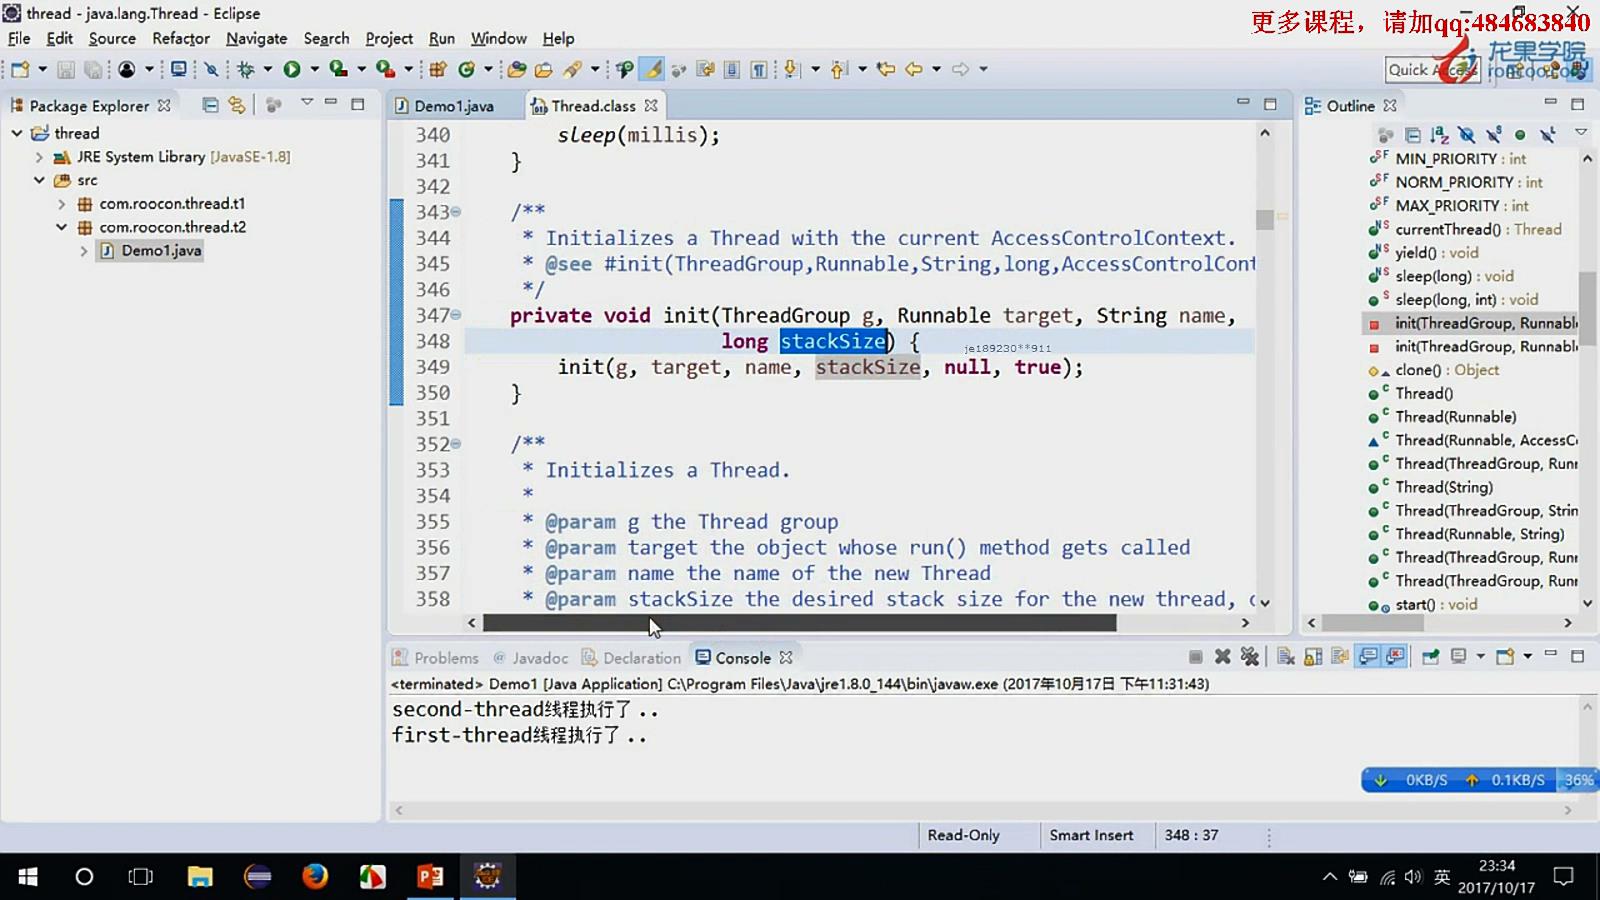 thread - java.lang.Thread - Eclipse
更多课程，请加qq:484683840
File Edit Source Refactor Navigate Search Project Run Window Help
龙果学院
Quick Access
roncoo.com
Package Explorer
thread
JRE System Library [JavaSE-1.8]
src
com.roocon.thread.t1
com.roocon.thread.t2
Demo1.java
Demo1.java
Thread.class
340 sleep(millis);
341 }
342
343 /**
344 * Initializes a Thread with the current AccessControlContext.
345 * @see #init(ThreadGroup,Runnable,String,long,AccessControlCont
346 */
347 private void init(ThreadGroup g, Runnable target, String name,
348 long stackSize) {
je189230**911
349 init(g, target, name, stackSize, null, true);
350 }
351
352 /**
353 * Initializes a Thread.
354 *
355 * @param g the Thread group
356 * @param target the object whose run() method gets called
357 * @param name the name of the new Thread
358 * @param stackSize the desired stack size for the new thread,
Outline
MIN_PRIORITY : int
NORM_PRIORITY : int
MAX_PRIORITY : int
currentThread() : Thread
yield() : void
sleep(long) : void
sleep(long, int) : void
init(ThreadGroup, Runnabl
init(ThreadGroup, Runnabl
clone() : Object
Thread()
Thread(Runnable)
Thread(Runnable, AccessC
Thread(ThreadGroup, Run
Thread(String)
Thread(ThreadGroup, Strin
Thread(Runnable, String)
Thread(ThreadGroup, Run
Thread(ThreadGroup, Run
start() : void
Problems @ Javadoc Declaration Console
<terminated> Demo1 [Java Application] C:\Program Files\Java\jre1.8.0_144\bin\javaw.exe (2017年10月17日 下午11:31:43)
second-thread线程执行了..
first-thread线程执行了..
0KB/S 0.1KB/S 36%
Read-Only Smart Insert 348 : 37
英
23:34
2017/10/17